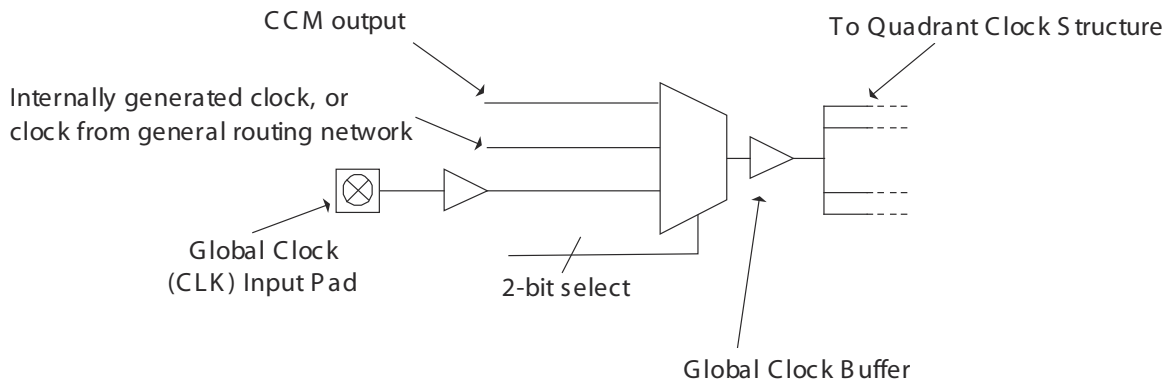 CCM output
To Quadrant Clock Structure
Internally generated clock, or
clock from general routing network
Global Clock
(CLK) Input Pad
2-bit select
Global Clock Buffer